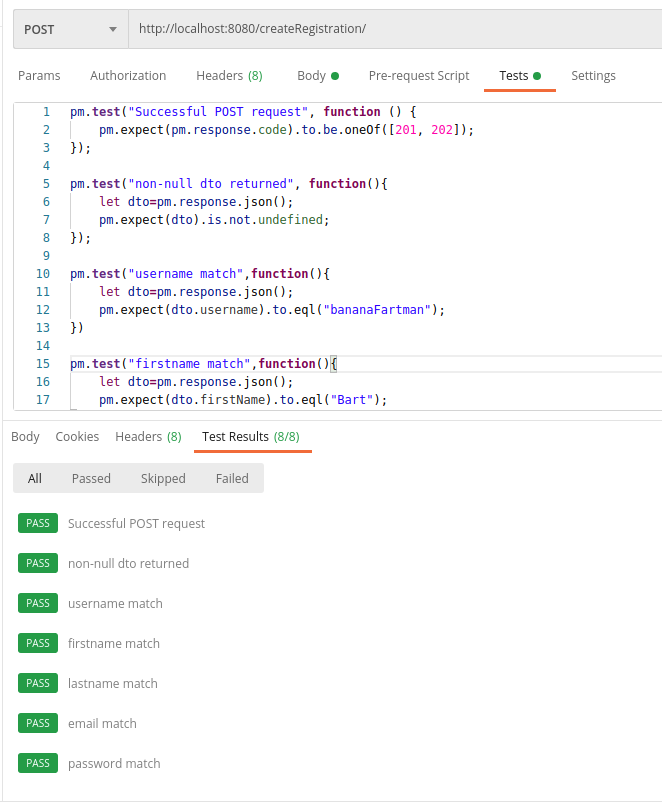 POST http://localhost:8080/createRegistration/
Params Authorization Headers (8) Body Pre-request Script Tests Settings
1 pm.test("Successful POST request", function () {
2 pm.expect(pm.response.code).to.be.oneOf([201, 202]);
3 });
4
5 pm.test("non-null dto returned", function(){
6 let dto=pm.response.json();
7 pm.expect(dto).is.not.undefined;
8 });
9
10 pm.test("username match",function(){
11 let dto=pm.response.json();
12 pm.expect(dto.username).to.eql("bananaFartman");
13 })
14
15 pm.test("firstname match",function(){
16 let dto=pm.response.json();
17 pm.expect(dto.firstName).to.eql("Bart");
Body Cookies Headers (8) Test Results (8/8)
All Passed Skipped Failed
PASS Successful POST request
PASS non-null dto returned
PASS username match
PASS firstname match
PASS lastname match
PASS email match
PASS password match